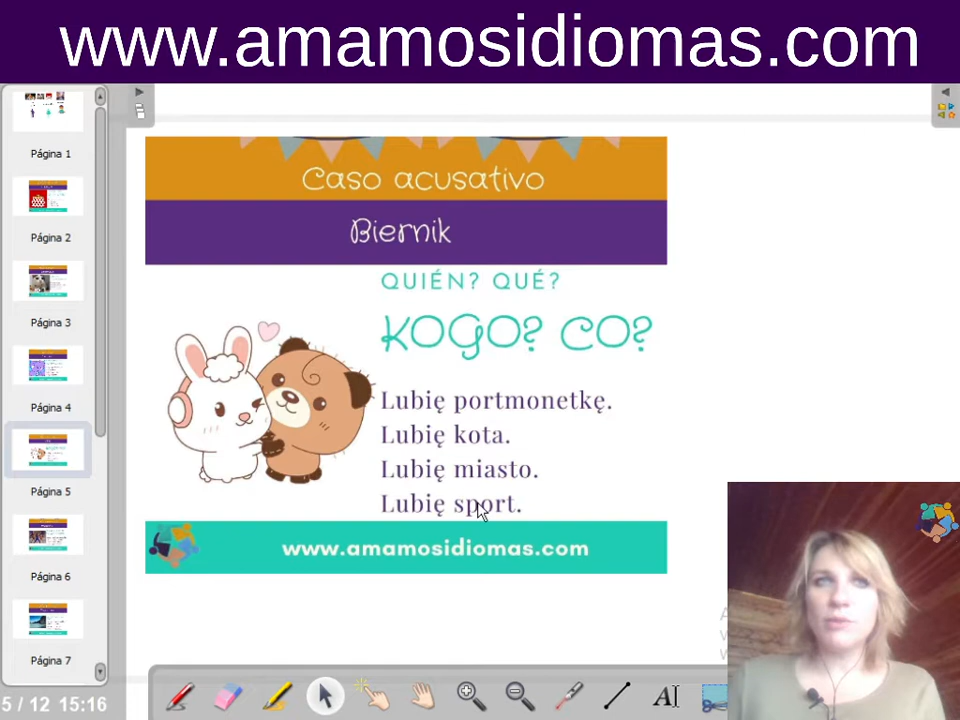 www.amamosidiomas.com
Página 1
Página 2
Página 3
Página 4
Página 5
Página 6
Página 7
Caso acusativo
Biernik
QUIÉN? QUÉ?
KOGO? CO?
Lubię portmonetkę.
Lubię kota.
Lubię miasto.
Lubię sport.
www.amamosidiomas.com
5 / 12 15:16
AI